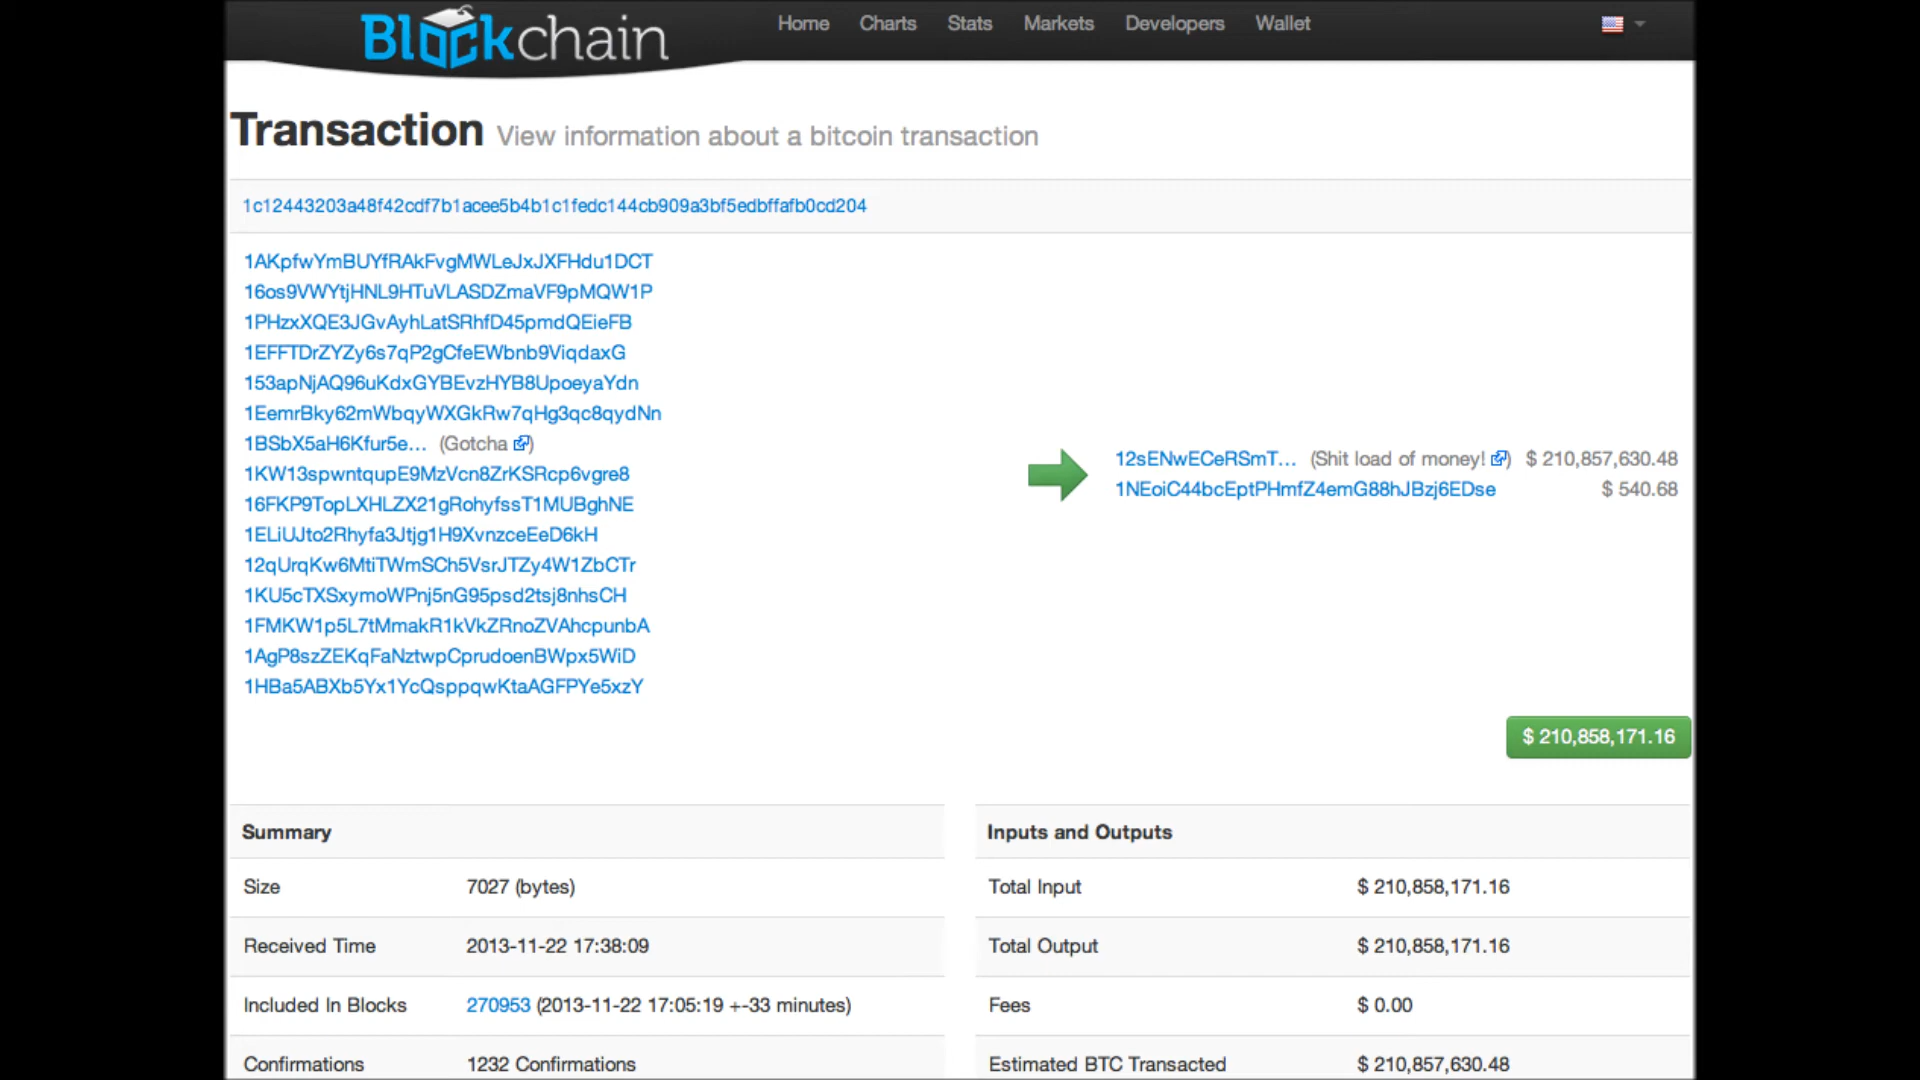 Blockchain
Home Charts Stats Markets Developers Wallet
Transaction View information about a bitcoin transaction
1c12443203a48f42cdf7b1acee5b4b1c1fedc144cb909a3bf5edbffafb0cd204
1AKpfwYmBUYfRAkFvgMWLeJxJXFHdu1DCT
16os9VWYtjHNL9HTuVLASDZmaVF9pMQW1P
1PHzxXQE3JGvAyhLatSRhfD45pmdQEieFB
1EFFTDrZYZy6s7qP2gCfeEWbnb9ViqdaxG
153apNjAQ96uKdxGYBEvzHYB8UpoeyaYdn
1EemrBky62mWbqyWXGkRw7qHg3qc8qydNn
1BSbX5aH6Kfur5e... (Gotcha)
1KW13spwntqupE9MzVcn8ZrKSRcp6vgre8
16FKP9TopLXHLZX21gRohyfssT1MUBghNE
1ELiUJto2Rhyfa3Jtjg1H9XvnzceEeD6kH
12qUrqKw6MtiTWmSCh5VsrJTZy4W1ZbCTr
1KU5cTXSxymoWPnj5nG95psd2tsj8nhsCH
1FMKW1p5L7tMmakR1kVkZRnoZVAhcpunbA
1AgP8szZEKqFaNztwpCprudoenBWpx5WiD
1HBa5ABXb5Yx1YcQsppqwKtaAGFPYe5xzY
12sENwECeRSmT... (Shit load of money!) $ 210,857,630.48
1NEoiC44bcEptPHmfZ4emG88hJBzj6EDse $ 540.68
$ 210,858,171.16
Summary
Size 7027 (bytes)
Received Time 2013-11-22 17:38:09
Included In Blocks 270953 (2013-11-22 17:05:19 +-33 minutes)
Confirmations 1232 Confirmations
Inputs and Outputs
Total Input $ 210,858,171.16
Total Output $ 210,858,171.16
Fees $ 0.00
Estimated BTC Transacted $ 210,857,630.48